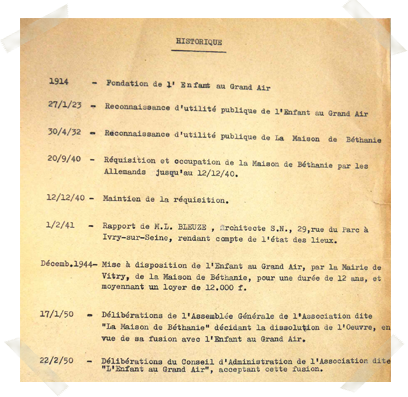 HISTORIQUE
1914 - Fondation de l' Enfant au Grand Air
27/1/23 - Reconnaissance d'utilité publique de l'Enfant au Grand Air
30/4/32 - Reconnaissance d'utilité publique de La Maison de Béthanie
20/9/40 - Réquisition et occupation de la Maison de Béthanie par les
Allemands jusqu'au 12/12/40.
12/12/40 - Maintien de la réquisition.
1/2/41 - Rapport de M.L. BLEUZE , Architecte S.N., 29,rue du Parc à
Ivry-sur-Seine, rendant compte de l'état des lieux.
Décemb.1944- Mise à disposition de l'Enfant au Grand Air, par la Mairie de
Vitry, de la Maison de Béthanie, pour une durée de 12 ans, et
moyennant un loyer de 12.000 f.
17/1/50 - Délibérations de l'Assemblée Générale de l'Association dite
"La Maison de Béthanie" décidant la dissolution de l'Oeuvre, en
vue de sa fusion avec l'Enfant au Grand Air.
22/2/50 - Délibérations du Conseil d'Administration de l'Association dite
"L'Enfant au Grand Air", acceptant cette fusion.